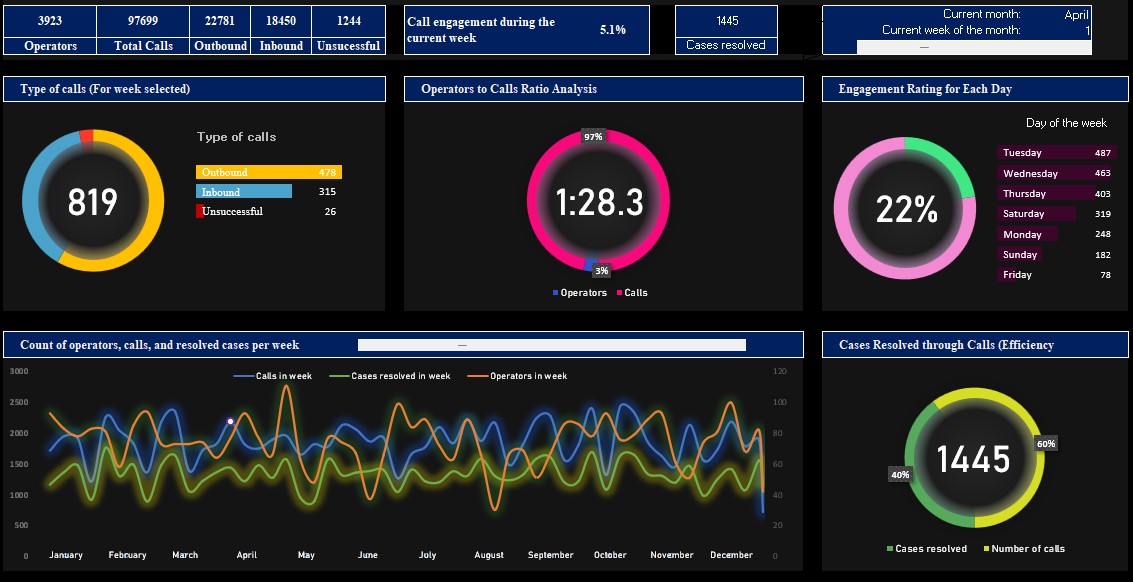 3923 97699 22781 18450 1244
Operators Total Calls Outbound Inbound Unsucessful
Call engagement during the
current week
5.1%
1445
Cases resolved
Current month: April
Current week of the month: 1
Type of calls (For week selected)
819
Type of calls
Outbound 478
Inbound 315
Unsuccessful 26
Operators to Calls Ratio Analysis
97%
1:28.3
3%
Operators Calls
Engagement Rating for Each Day
22%
Day of the week
Tuesday 487
Wednesday 463
Thursday 403
Saturday 319
Monday 248
Sunday 182
Friday 78
Count of operators, calls, and resolved cases per week
Calls in week Cases resolved in week Operators in week
3000 120
2500 100
2000 80
1500 60
1000 40
500 20
0 0
January February March April May June July August September October November December
Cases Resolved through Calls (Efficiency
60%
1445
40%
Cases resolved Number of calls